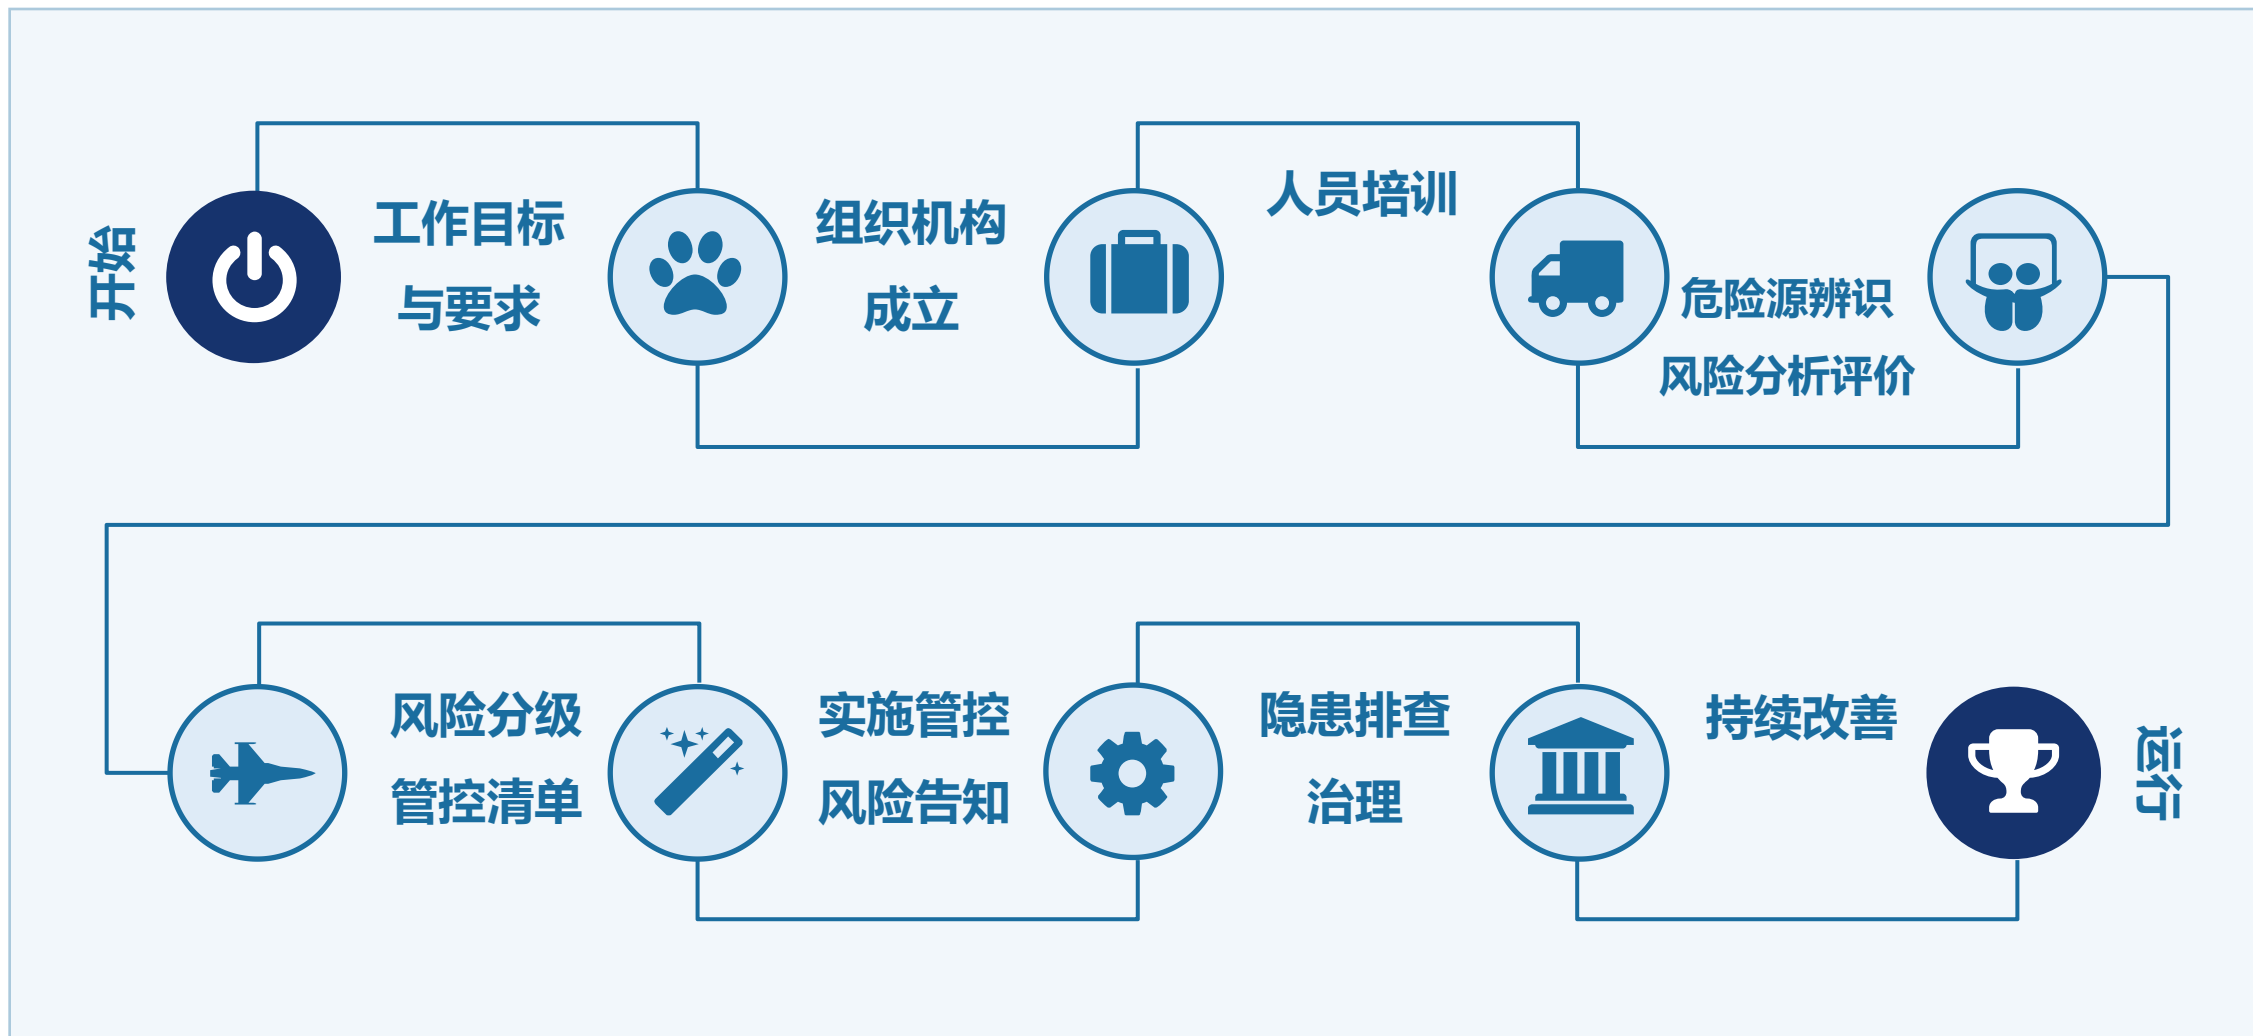 开始
工作目标
与要求
组织机构
成立
人员培训
危险源辨识
风险分析评价
风险分级
管控清单
实施管控
风险告知
隐患排查
治理
持续改善
运行